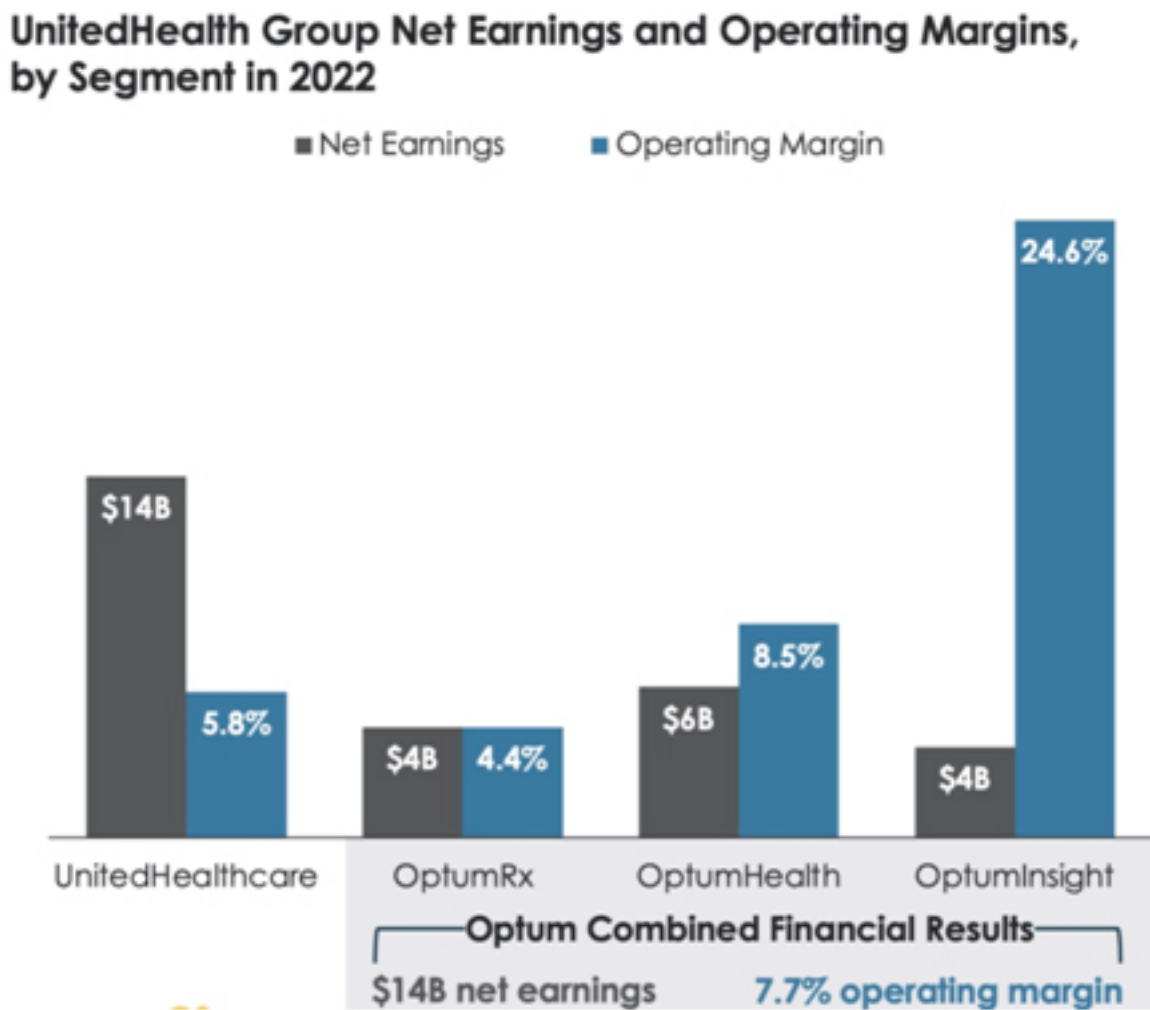 UnitedHealth Group Net Earnings and Operating Margins,
by Segment in 2022
Net Earnings Operating Margin
24.6%
$14B
8.5%
5.8%
$6B
$4B 4.4%
$4B
UnitedHealthcare OptumRx OptumHealth OptumInsight
Optum Combined Financial Results
$14B net earnings 7.7% operating margin